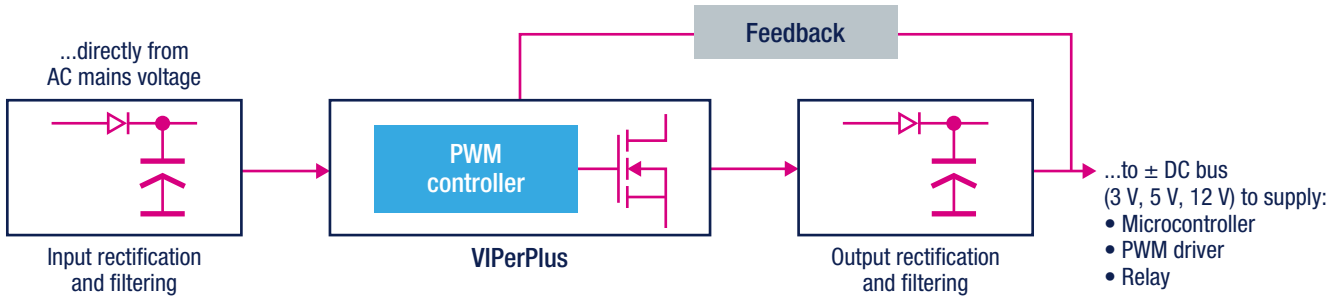 ...directly from
AC mains voltage
Input rectification
and filtering
PWM
controller
VIPerPlus
Feedback
Output rectification
and filtering
...to ± DC bus
(3 V, 5 V, 12 V) to supply:
• Microcontroller
• PWM driver
• Relay